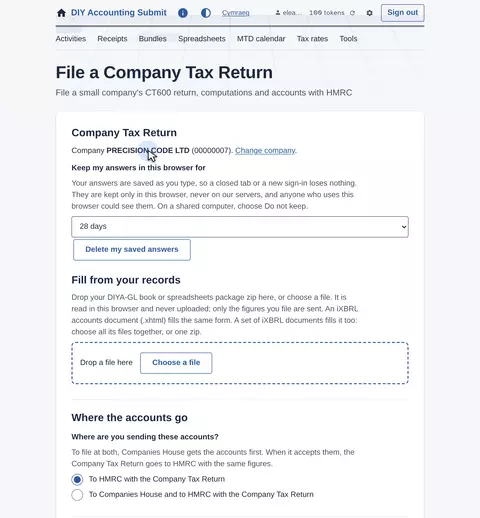 DIY Accounting Submit
Cymraeg
elea...
100 tokens
Sign out
Activities
Receipts
Bundles
Spreadsheets
MTD calendar
Tax rates
Tools
File a Company Tax Return
File a small company's CT600 return, computations and accounts with HMRC
Company Tax Return
Company PRECISION CODE LTD (00000007). Change company.
Keep my answers in this browser for
Your answers are saved as you type, so a closed tab or a new sign-in loses nothing.
They are kept only in this browser, never on our servers, and anyone who uses this
browser could see them. On a shared computer, choose Do not keep.
28 days
Delete my saved answers
Fill from your records
Drop your DIYA-GL book or spreadsheets package zip here, or choose a file. It is
read in this browser and never uploaded; only the figures you file are sent. An iXBRL
accounts document (.xhtml) fills the same form. A set of iXBRL documents fills it too:
choose all its files together, or one zip.
Drop a file here
Choose a file
Where the accounts go
Where are you sending these accounts?
To file at both, Companies House gets the accounts first. When it accepts them, the
Company Tax Return goes to HMRC with the same figures.
To HMRC with the Company Tax Return
To Companies House and to HMRC with the Company Tax Return